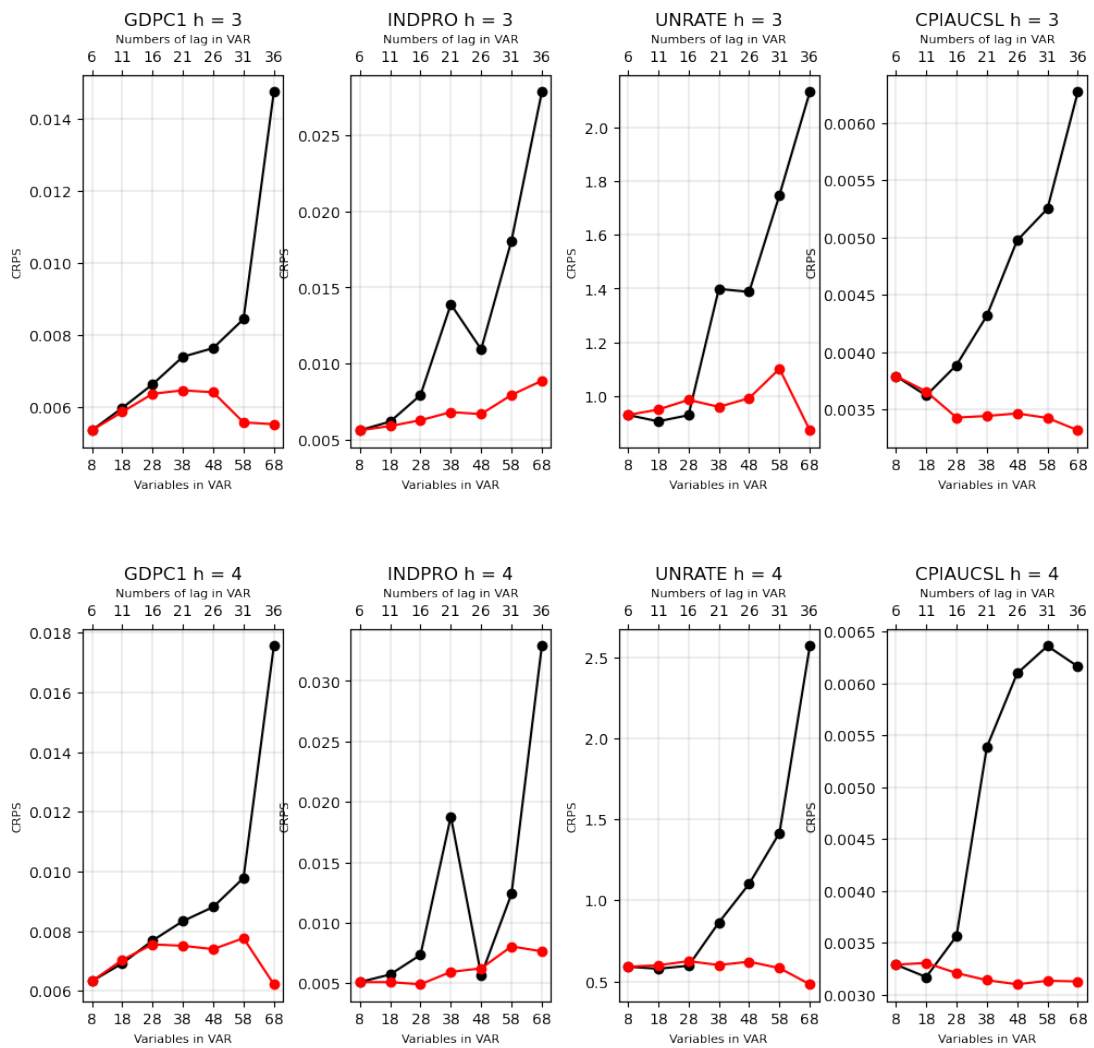 GDPC1 h = 3
Numbers of lag in VAR
6 11 16 21 26 31 36
CRPS
0.014
0.012
0.010
0.008
0.006
8 18 28 38 48 58 68
Variables in VAR
INDPRO h = 3
Numbers of lag in VAR
6 11 16 21 26 31 36
CRPS
0.025
0.020
0.015
0.010
0.005
8 18 28 38 48 58 68
Variables in VAR
UNRATE h = 3
Numbers of lag in VAR
6 11 16 21 26 31 36
CRPS
2.0
1.8
1.6
1.4
1.2
1.0
8 18 28 38 48 58 68
Variables in VAR
CPIAUCSL h = 3
Numbers of lag in VAR
6 11 16 21 26 31 36
CRPS
0.0060
0.0055
0.0050
0.0045
0.0040
0.0035
8 18 28 38 48 58 68
Variables in VAR
GDPC1 h = 4
Numbers of lag in VAR
6 11 16 21 26 31 36
CRPS
0.018
0.016
0.014
0.012
0.010
0.008
0.006
8 18 28 38 48 58 68
Variables in VAR
INDPRO h = 4
Numbers of lag in VAR
6 11 16 21 26 31 36
CRPS
0.030
0.025
0.020
0.015
0.010
0.005
8 18 28 38 48 58 68
Variables in VAR
UNRATE h = 4
Numbers of lag in VAR
6 11 16 21 26 31 36
CRPS
2.5
2.0
1.5
1.0
0.5
8 18 28 38 48 58 68
Variables in VAR
CPIAUCSL h = 4
Numbers of lag in VAR
6 11 16 21 26 31 36
CRPS
0.0065
0.0060
0.0055
0.0050
0.0045
0.0040
0.0035
0.0030
8 18 28 38 48 58 68
Variables in VAR